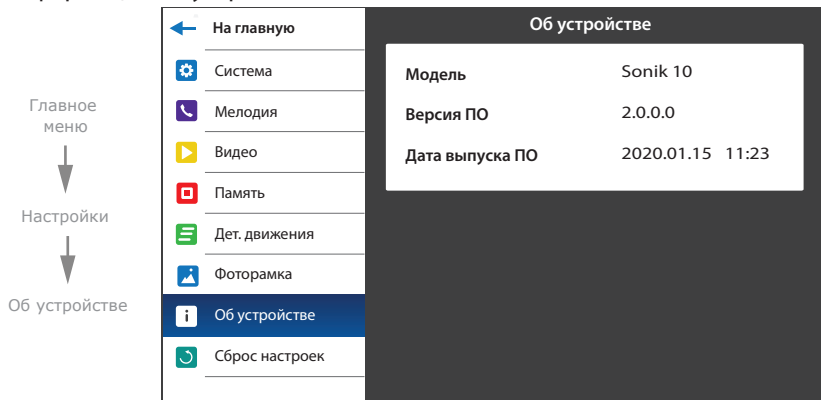 Главное
меню
Настройки
Об устройстве
На главную
Система
Мелодия
Видео
Память
Дет. движения
Фоторамка
Об устройстве
Сброс настроек
Об устройстве
Модель Sonik 10
Версия ПО 2.0.0.0
Дата выпуска ПО 2020.01.15 11:23